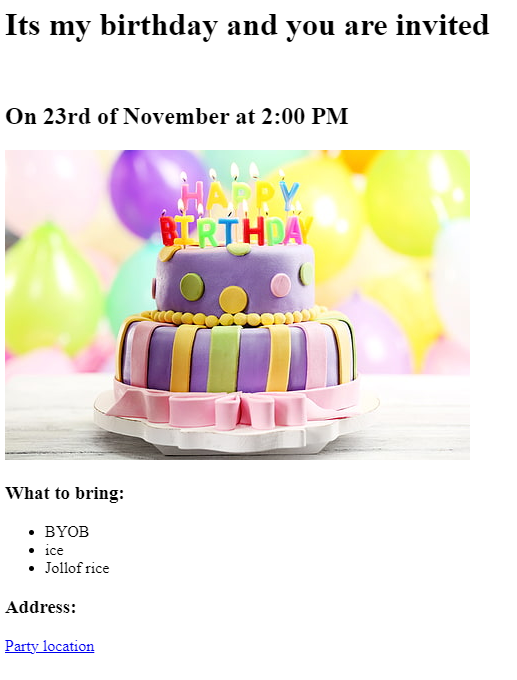 Its my birthday and you are invited
On 23rd of November at 2:00 PM
HAPPY
BIRTHDAY
What to bring:
BYOB
ice
Jollof rice
Address:
Party location